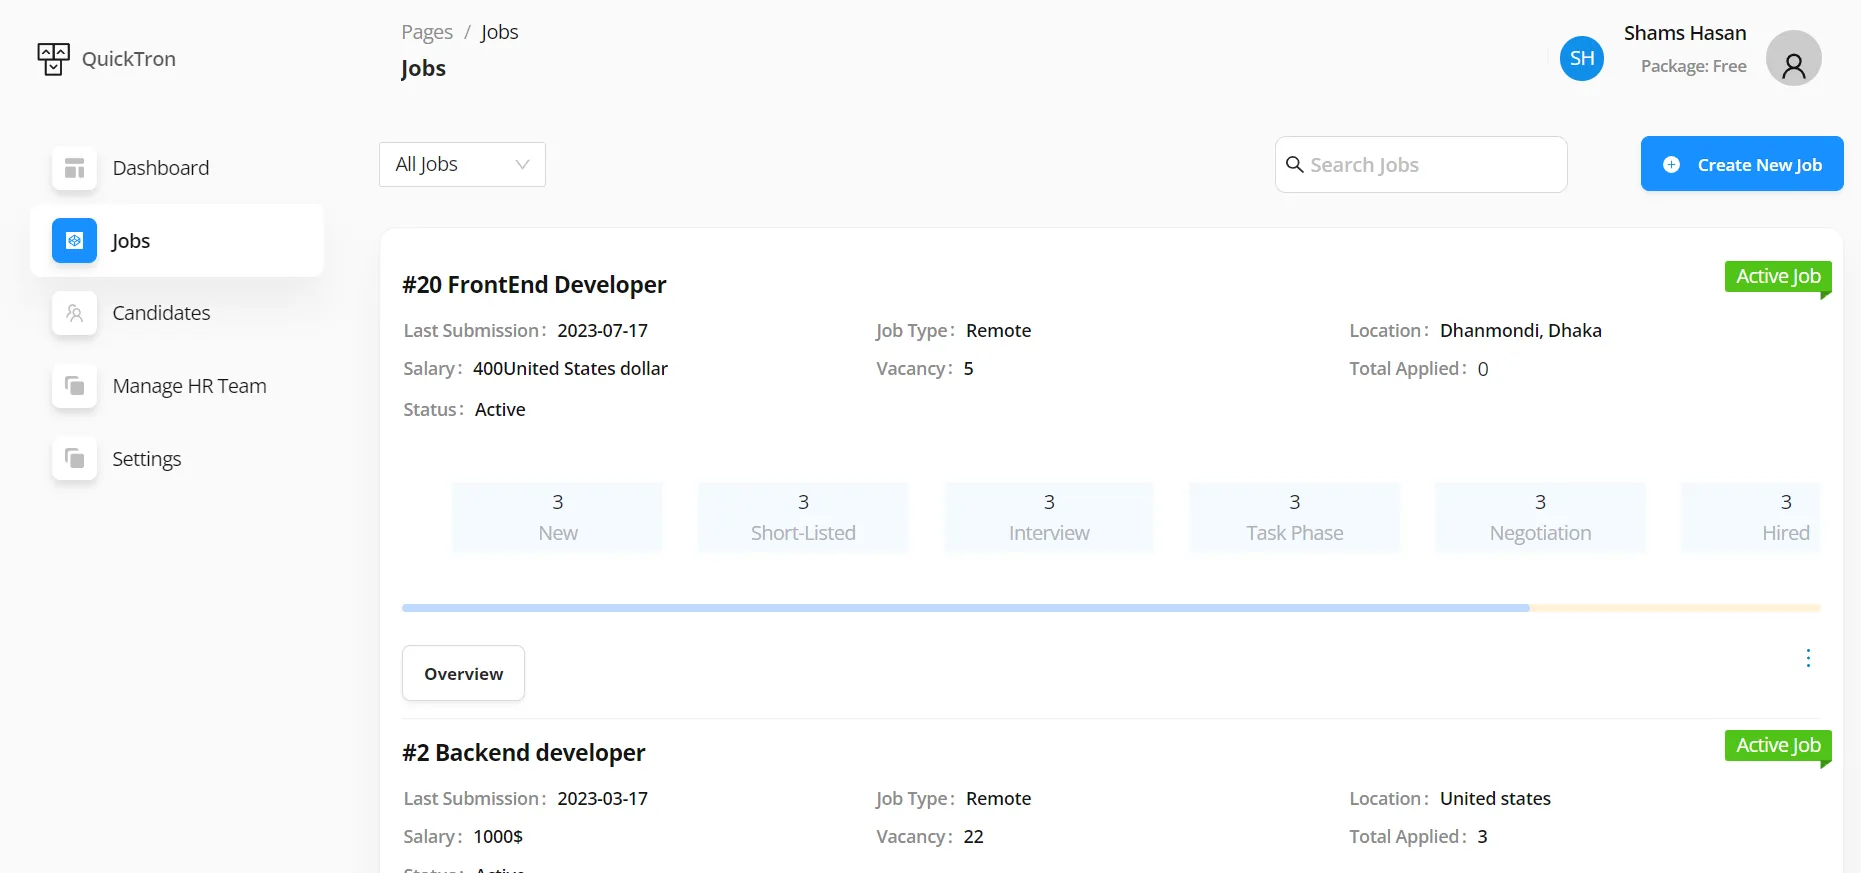 QuickTron
Pages / Jobs
Jobs
SH
Shams Hasan
Package: Free
Dashboard
Jobs
Candidates
Manage HR Team
Settings
All Jobs
Search Jobs
Create New Job
#20 FrontEnd Developer
Active Job
Last Submission: 2023-07-17
Job Type: Remote
Location: Dhanmondi, Dhaka
Salary: 400United States dollar
Vacancy: 5
Total Applied: 0
Status: Active
3
New
3
Short-Listed
3
Interview
3
Task Phase
3
Negotiation
3
Hired
Overview
#2 Backend developer
Active Job
Last Submission: 2023-03-17
Job Type: Remote
Location: United states
Salary: 1000$
Vacancy: 22
Total Applied: 3
Status: Active